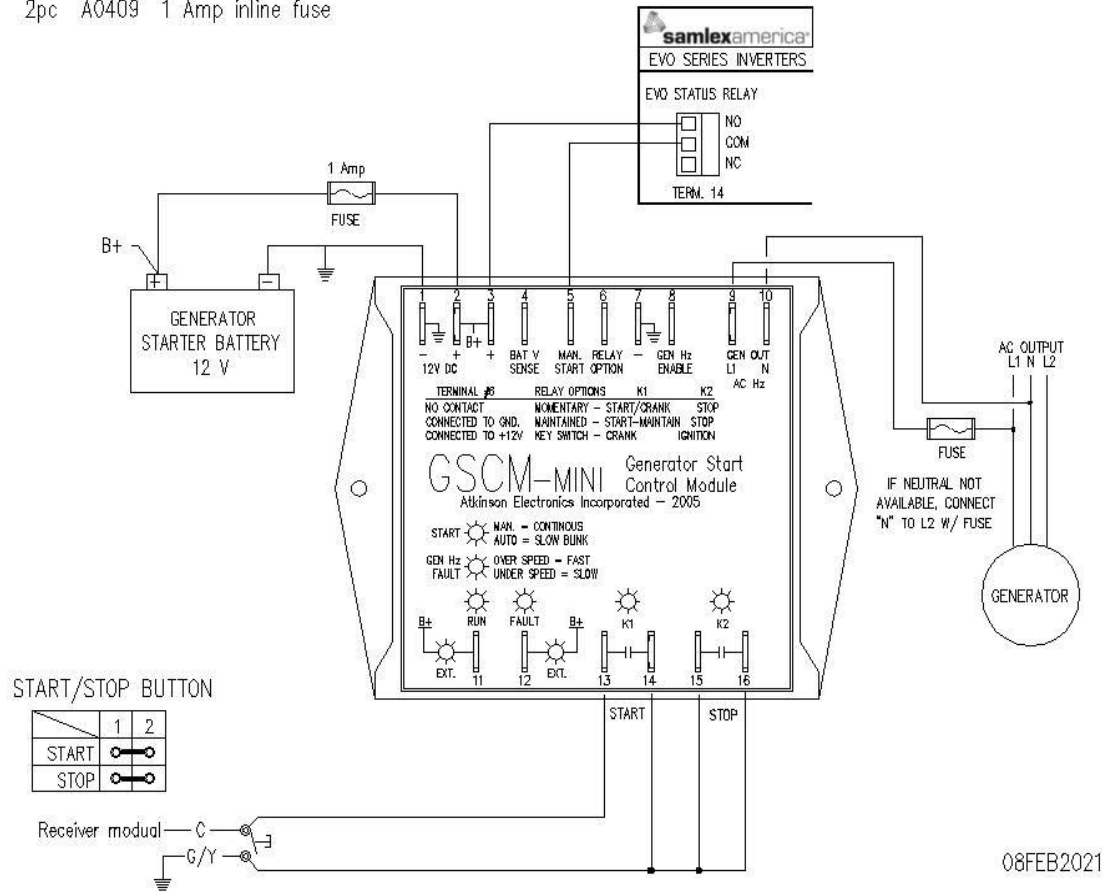 2pc A0409 1 Amp inline fuse
samlexamerica
EVO SERIES INVERTERS
EVO STATUS RELAY
NO
COM
NC
TERM. 14
1 Amp
FUSE
B+
+
-
GENERATOR
STARTER BATTERY
12 V
1 2 3 4 5 6 7 8 9 10
B+
- + + BAT V MAN. RELAY - GEN Hz GEN OUT
12V DC SENSE START OPTION ENABLE L1 N
AC Hz
TERMINAL #6 RELAY OPTIONS K1 K2
NO CONTACT MOMENTARY - START/CRANK STOP
CONNECTED TO GND. MAINTAINED - START-MAINTAIN STOP
CONNECTED TO +12V KEY SWITCH - CRANK IGNITION
GSCM-MINI
Generator Start
Control Module
Atkinson Electronics Incorporated - 2005
START
MAN. = CONTINOUS
AUTO = SLOW BLINK
GEN Hz
FAULT
OVER SPEED = FAST
UNDER SPEED = SLOW
B+ RUN FAULT B+ K1 K2
EXT. 11 12 EXT. 13 14 15 16
START
STOP
AC OUTPUT
L1 N L2
FUSE
IF NEUTRAL NOT
AVAILABLE, CONNECT
"N" TO L2 W/ FUSE
GENERATOR
START/STOP BUTTON
1 2
START
STOP
Receiver modual C
G/Y
08FEB2021